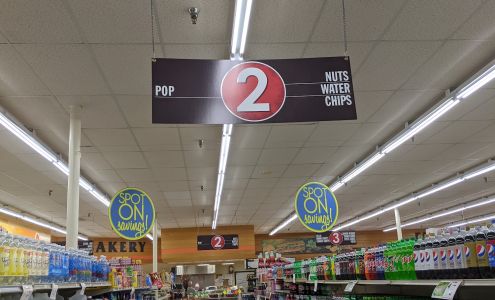 POP
2
NUTS
WATER
CHIPS
SPOT
ON
savings!
SPOT
ON
savings!
AKERY
2
3